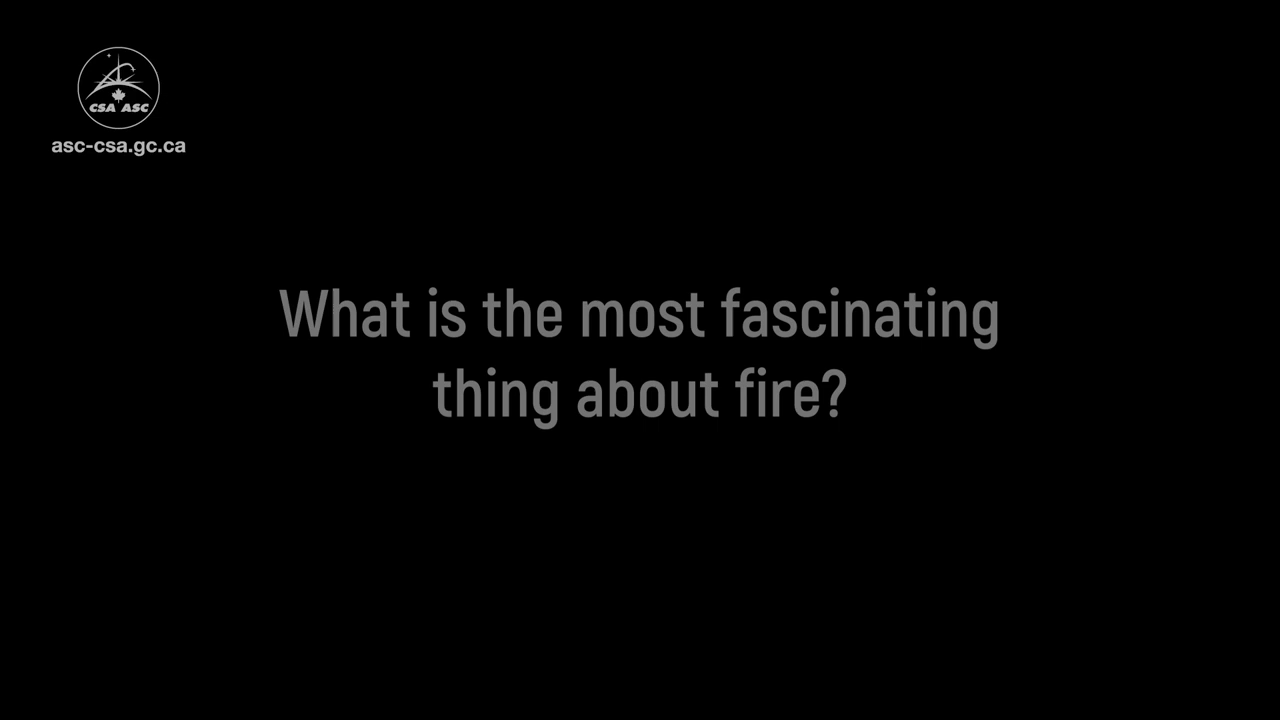 CSA ASC
asc-csa.gc.ca
What is the most fascinating
thing about fire?